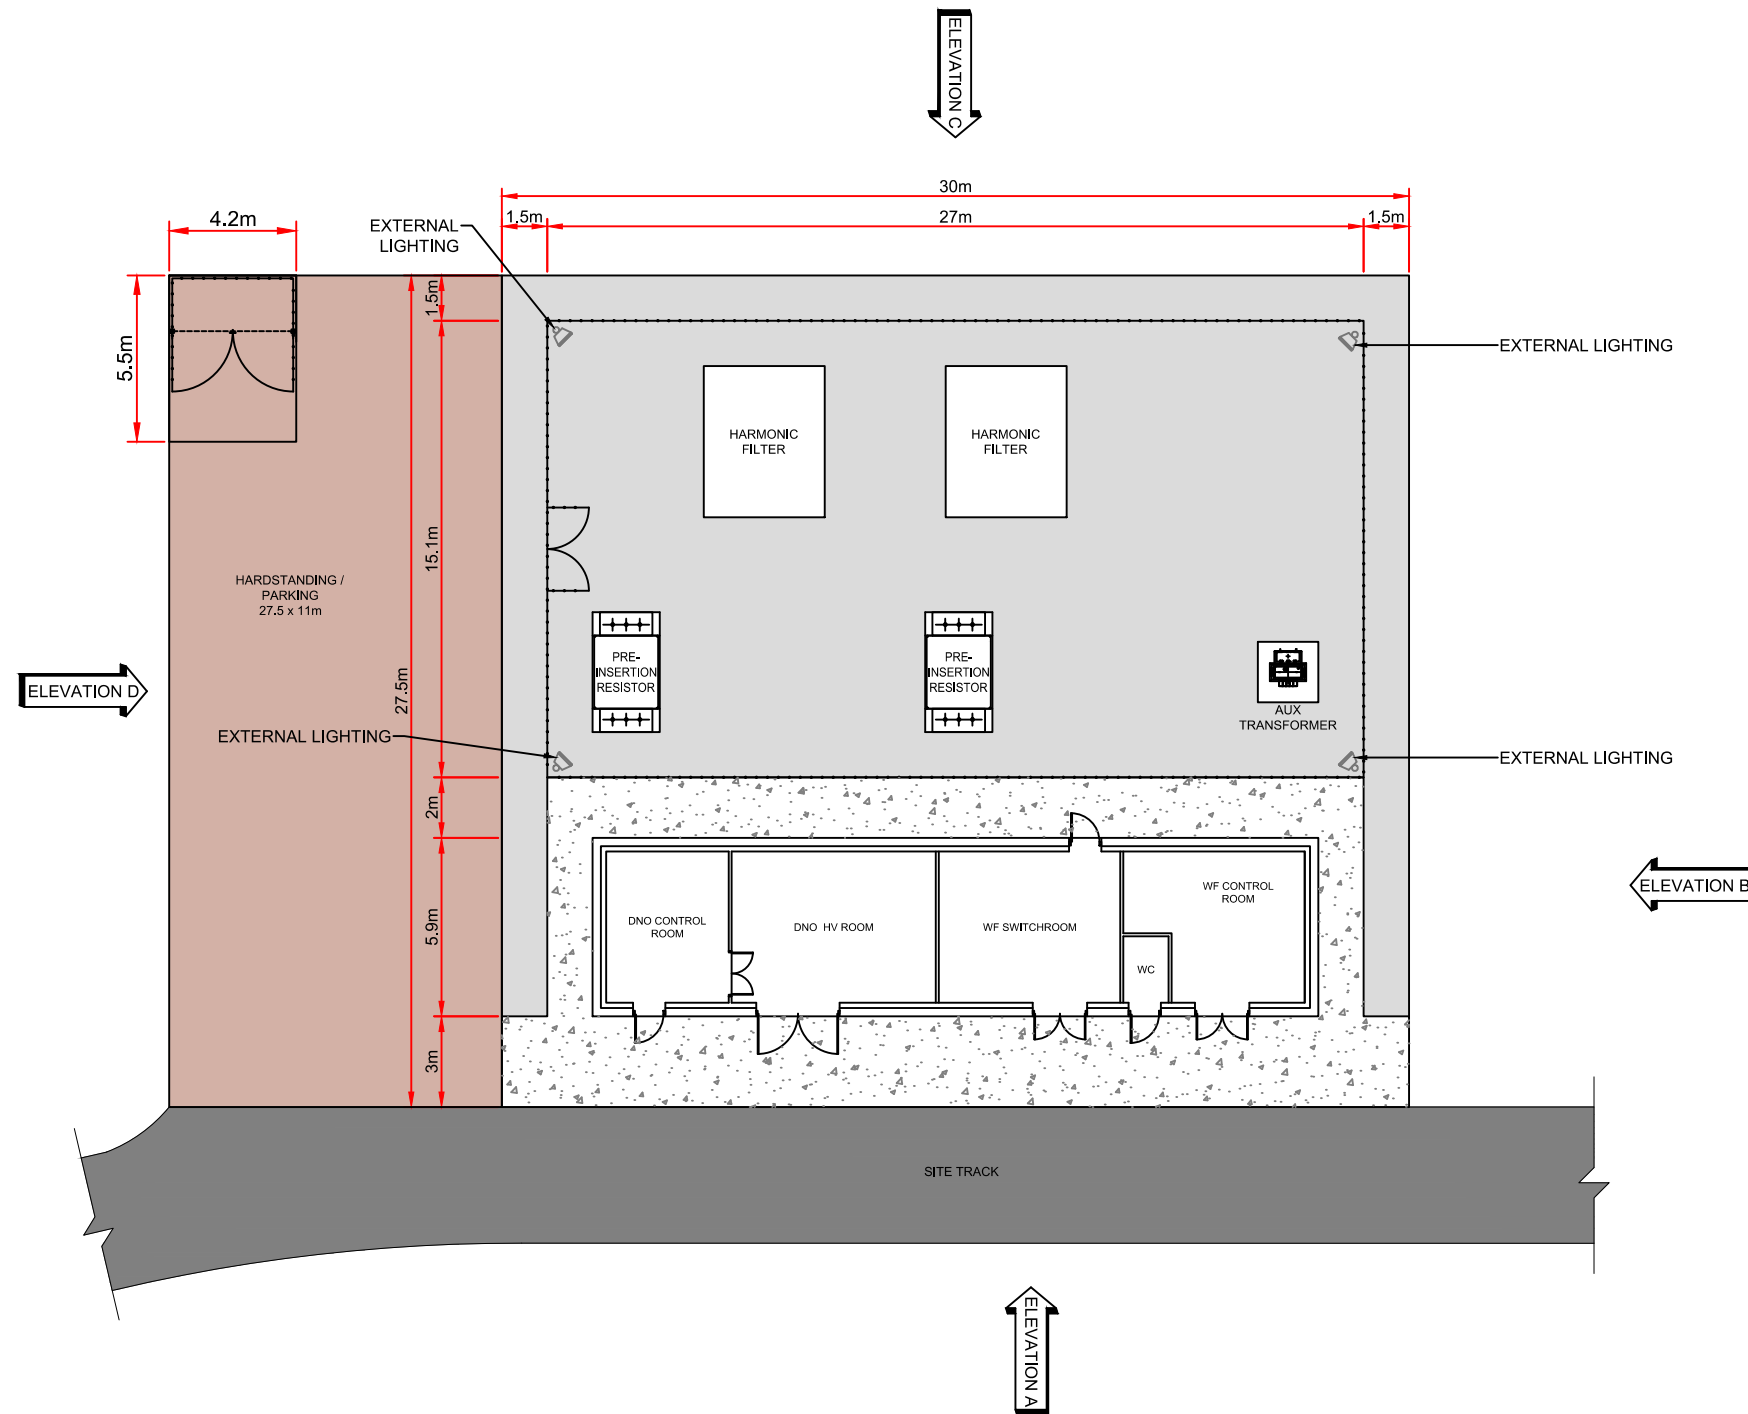 ELEVATION C
30m
1.5m
27m
1.5m
4.2m
EXTERNAL
LIGHTING
1.5m
5.5m
EXTERNAL LIGHTING
HARMONIC
FILTER
HARMONIC
FILTER
15.1m
HARDSTANDING /
PARKING
27.5 x 11m
PRE-
INSERTION
RESISTOR
PRE-
INSERTION
RESISTOR
ELEVATION D
27.5m
AUX
TRANSFORMER
EXTERNAL LIGHTING
EXTERNAL LIGHTING
2m
5.9m
DNO CONTROL
ROOM
DNO HV ROOM
WF SWITCHROOM
WF CONTROL
ROOM
WC
ELEVATION B
3m
SITE TRACK
ELEVATION A